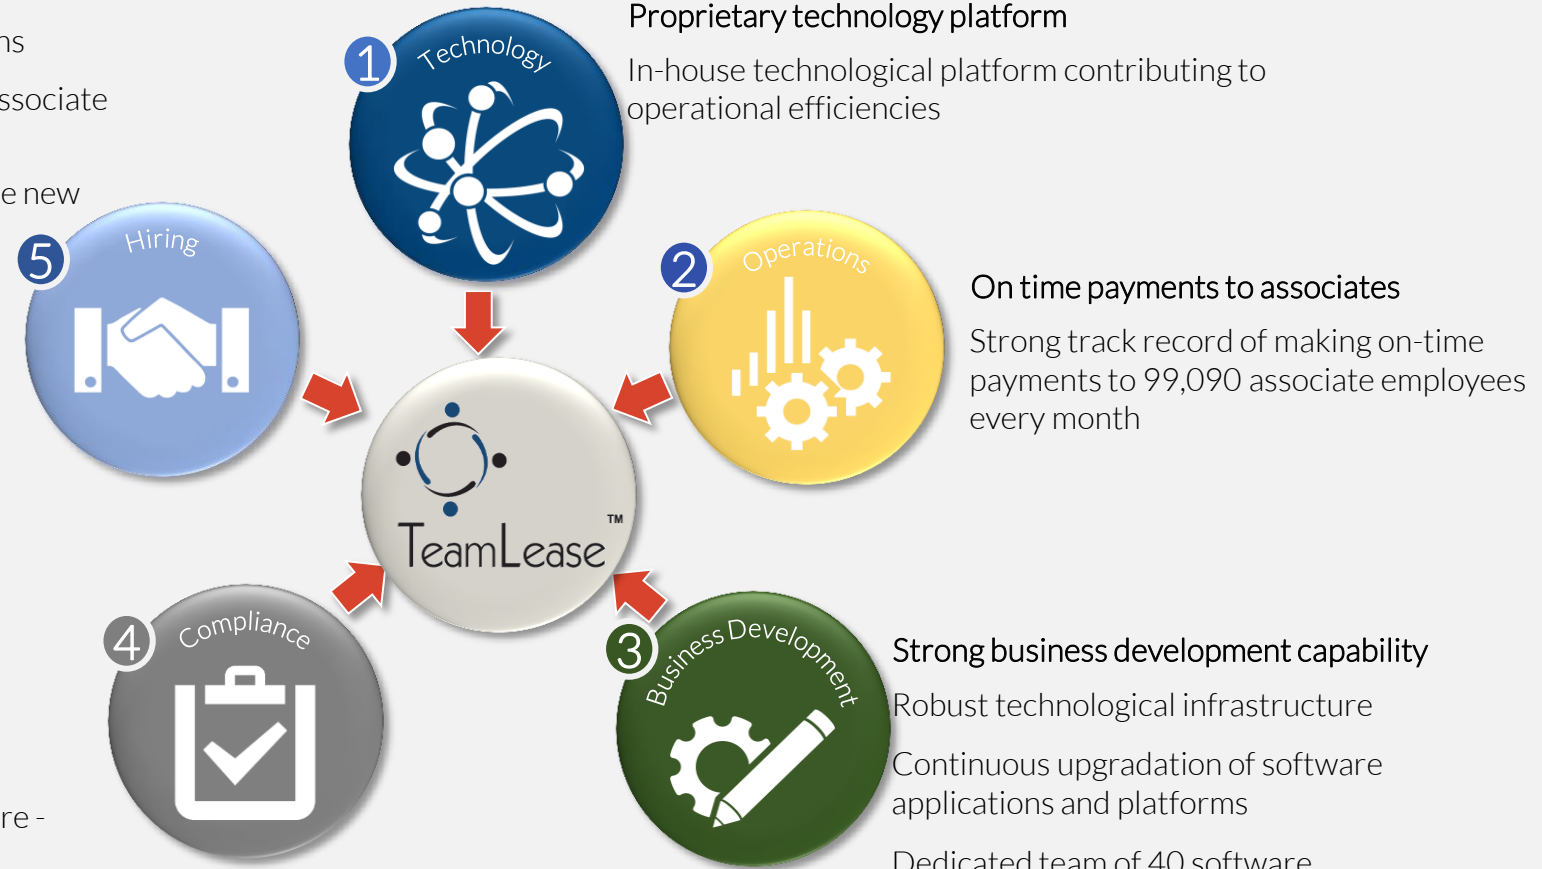 Proprietary technology platform
In-house technological platform contributing to
operational efficiencies
1
Technology
ns
ssociate
e new
5
Hiring
2
Operations
On time payments to associates
Strong track record of making on-time
payments to 99,090 associate employees
every month
TeamLease
TM
4
Compliance
3
Business Development
Strong business development capability
Robust technological infrastructure
Continuous upgradation of software
applications and platforms
Dedicated team of 40 software
re -